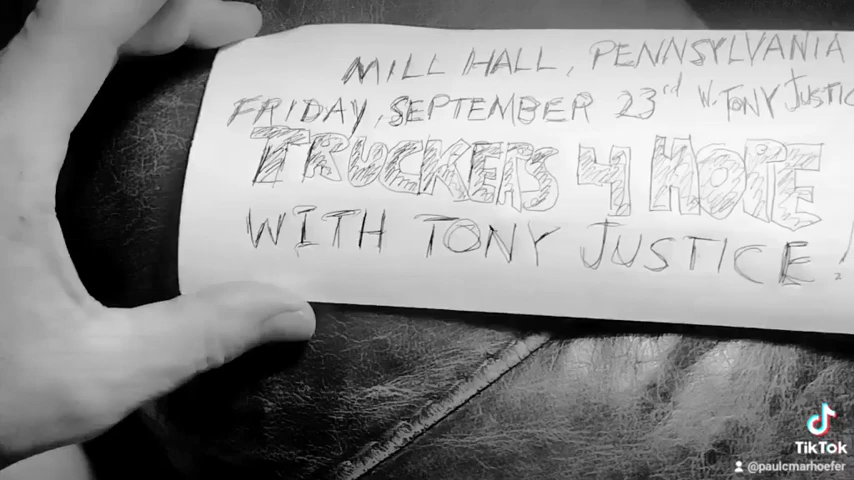 MILL HALL, PENNSYLVANIA
FRIDAY, SEPTEMBER 23rd W. TONY JUSTIC
TRUCKERS 4 HOPE
WITH TONY JUSTICE!
TikTok
@paulcmarhoefer